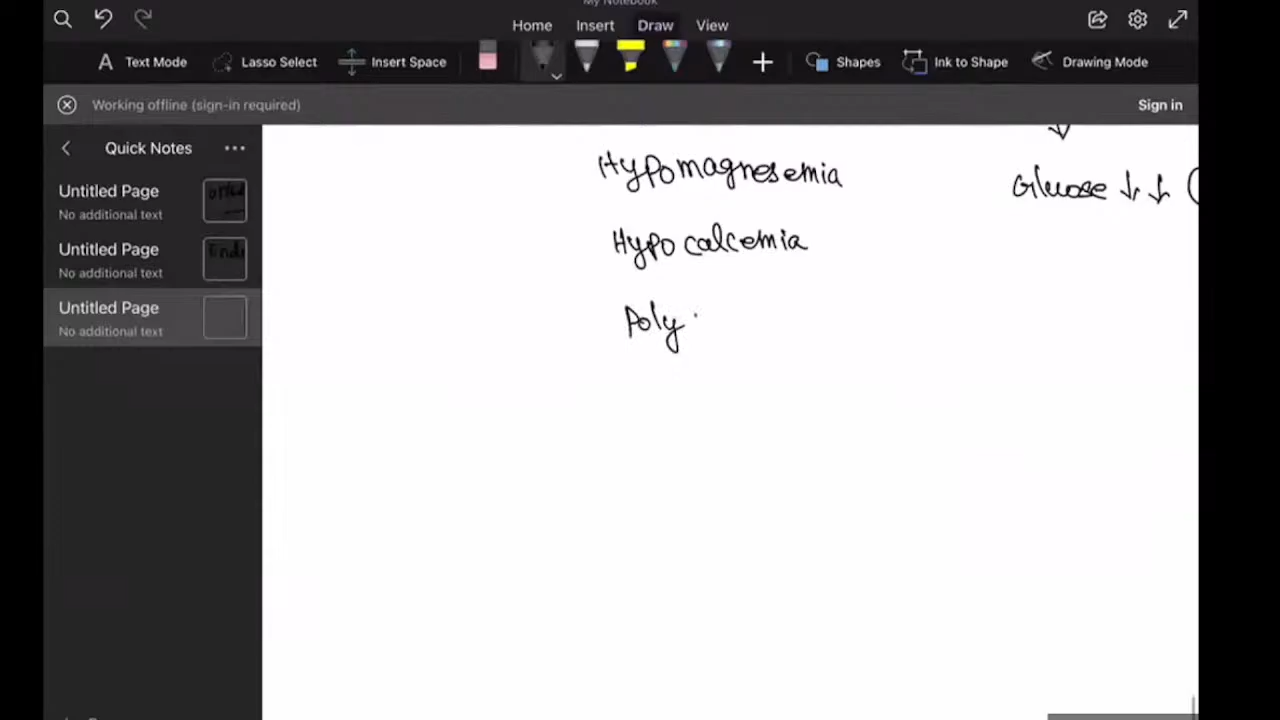 My Notebook
Home Insert Draw View
Text Mode Lasso Select Insert Space Shapes Ink to Shape Drawing Mode
Working offline (sign-in required) Sign in
Quick Notes
Untitled Page
No additional text
Untitled Page
No additional text
Untitled Page
No additional text
Hypomagnesemia
Glucose ↓ ↓ (
Hypocalcemia
Poly